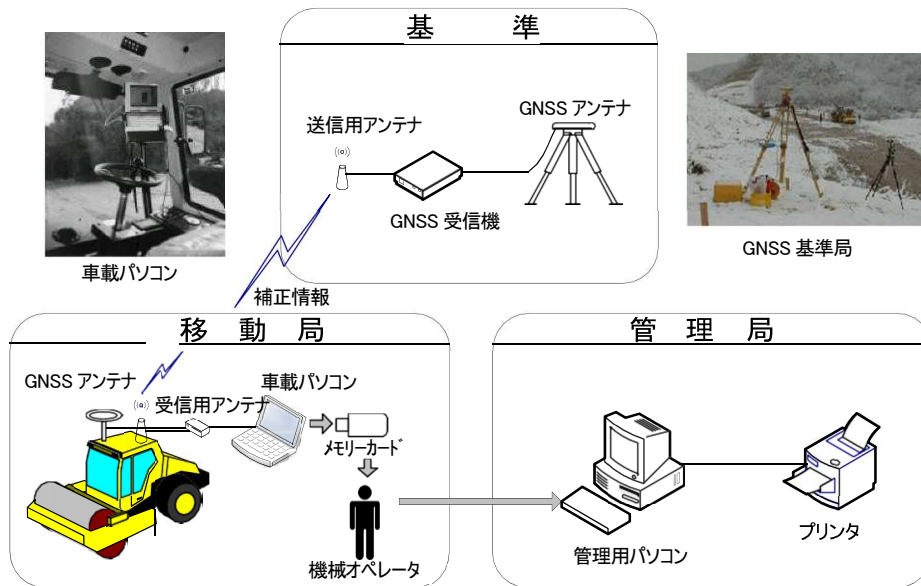 基 準
送信用アンテナ
GNSS アンテナ
GNSS 受信機
車載パソコン
GNSS 基準局
補正情報
移 動 局
GNSS アンテナ
受信用アンテナ
車載パソコン
メモリーカード
機械オペレータ
管 理 局
管理用パソコン
プリンタ